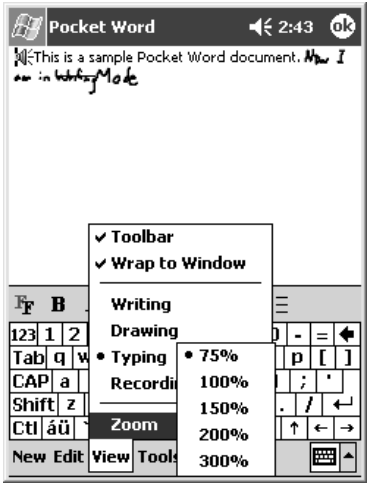 Pocket Word 2:43 ok
This is a sample Pocket Word document. Now I
am in Writing Mode
Toolbar
Wrap to Window
Writing
Drawing
Typing
Recordi
Zoom
75%
100%
150%
200%
300%
B
123 1 2 - =
Tab q w p [ ]
CAP a ; '
Shift z . /
Ctl áü ` ↑ ← →
New Edit View Tools